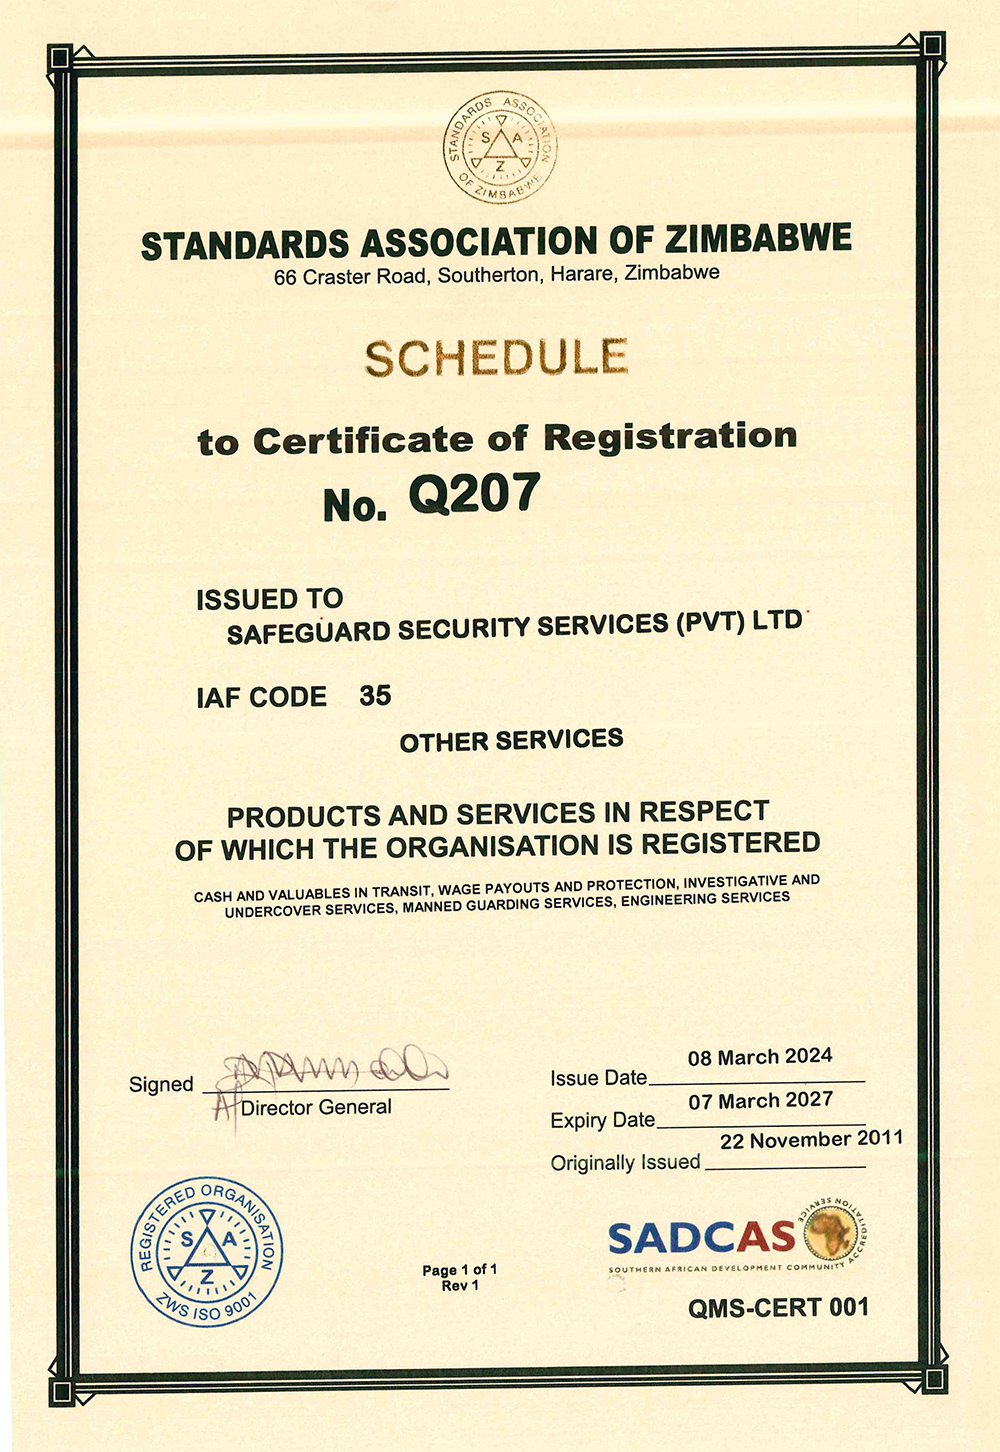 STANDARDS ASSOCIATION
OF ZIMBABWE
S A
Z
STANDARDS ASSOCIATION OF ZIMBABWE
66 Craster Road, Southerton, Harare, Zimbabwe
SCHEDULE
to Certificate of Registration
No. Q207
ISSUED TO
SAFEGUARD SECURITY SERVICES (PVT) LTD
IAF CODE 35
OTHER SERVICES
PRODUCTS AND SERVICES IN RESPECT
OF WHICH THE ORGANISATION IS REGISTERED
CASH AND VALUABLES IN TRANSIT, WAGE PAYOUTS AND PROTECTION, INVESTIGATIVE AND
UNDERCOVER SERVICES, MANNED GUARDING SERVICES, ENGINEERING SERVICES
Signed
Director General
Issue Date 08 March 2024
Expiry Date 07 March 2027
Originally Issued 22 November 2011
REGISTERED ORGANISATION
S A
Z
ZWS ISO 9001
Page 1 of 1
Rev 1
SADCAS
SOUTHERN AFRICAN DEVELOPMENT COMMUNITY ACCREDITATION SERVICE
QMS-CERT 001